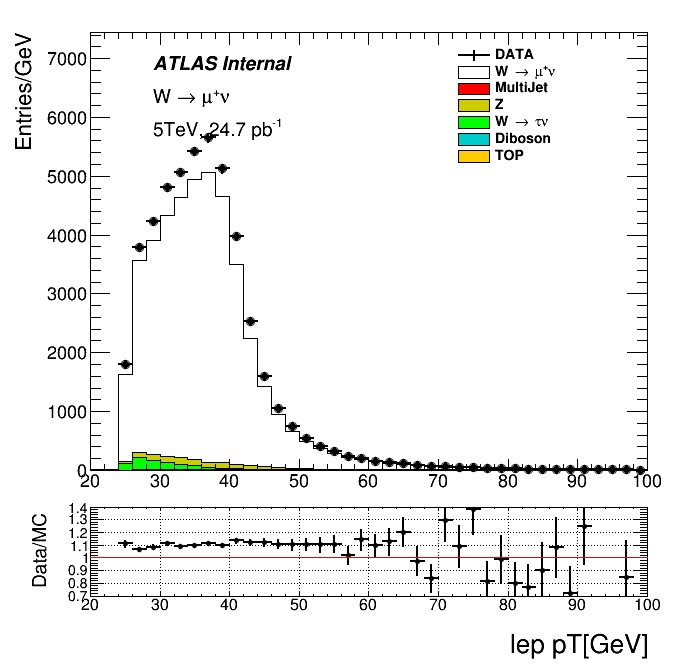 Entries/GeV
7000
6000
5000
4000
3000
2000
1000
0
ATLAS Internal
W → μ⁺ν
5TeV, 24.7 pb⁻¹
DATA
W → μ⁺ν
MultiJet
Z
W → τν
Diboson
TOP
20 30 40 50 60 70 80 90 100
Data/MC
1.4
1.3
1.2
1.1
1
0.9
0.8
0.7
20 30 40 50 60 70 80 90 100
lep pT[GeV]